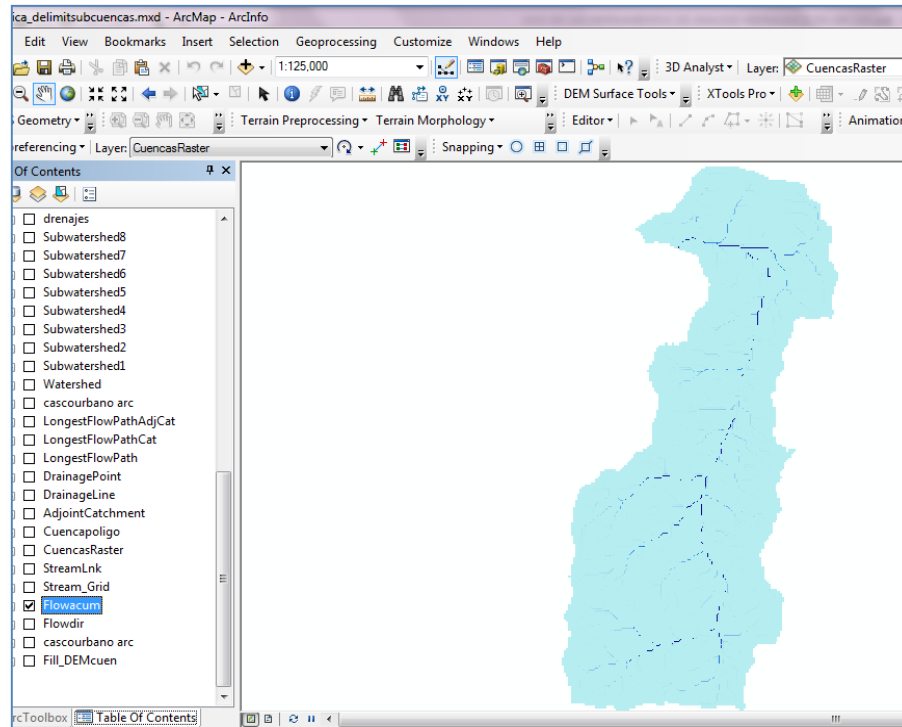 ica_delimitsubcuencas.mxd - ArcMap - ArcInfo
Edit View Bookmarks Insert Selection Geoprocessing Customize Windows Help
1:125,000 3D Analyst Layer: CuencasRaster
DEM Surface Tools XTools Pro
Geometry Terrain Preprocessing Terrain Morphology Editor Animation
referencing Layer: CuencasRaster Snapping
Of Contents
drenajes
Subwatershed8
Subwatershed7
Subwatershed6
Subwatershed5
Subwatershed4
Subwatershed3
Subwatershed2
Subwatershed1
Watershed
cascourbano arc
LongestFlowPathAdjCat
LongestFlowPathCat
LongestFlowPath
DrainagePoint
DrainageLine
AdjointCatchment
Cuencapoligo
CuencasRaster
StreamLnk
Stream_Grid
Flowacum
Flowdir
cascourbano arc
Fill_DEMcuen
rcToolbox Table Of Contents